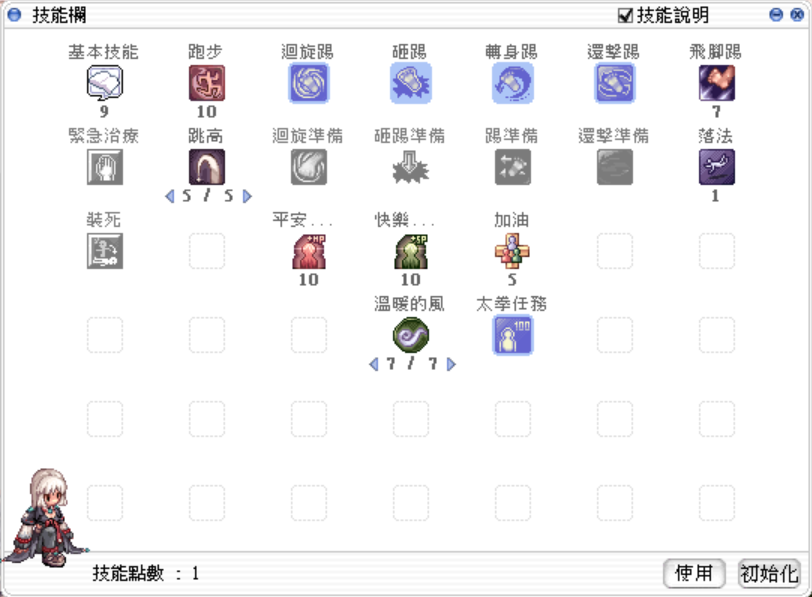 技能欄 技能說明
基本技能 跑步 迴旋踢 砸踢 轉身踢 還擊踢 飛腳踢
9 10 7
緊急治療 跳高 迴旋準備 砸踢準備 踢準備 還擊準備 落法
5 / 5 1
裝死 平安... 快樂... 加油
+HP +SP
10 10 5
溫暖的風 太拳任務
100
7 / 7
技能點數 : 1 使用 初始化